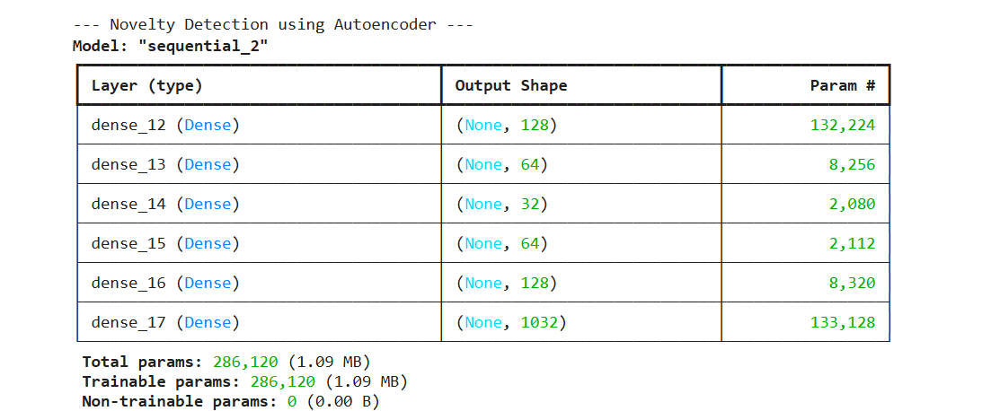 --- Novelty Detection using Autoencoder ---
Model: "sequential_2"
Layer (type) Output Shape Param #
dense_12 (Dense) (None, 128) 132,224
dense_13 (Dense) (None, 64) 8,256
dense_14 (Dense) (None, 32) 2,080
dense_15 (Dense) (None, 64) 2,112
dense_16 (Dense) (None, 128) 8,320
dense_17 (Dense) (None, 1032) 133,128
Total params: 286,120 (1.09 MB)
Trainable params: 286,120 (1.09 MB)
Non-trainable params: 0 (0.00 B)